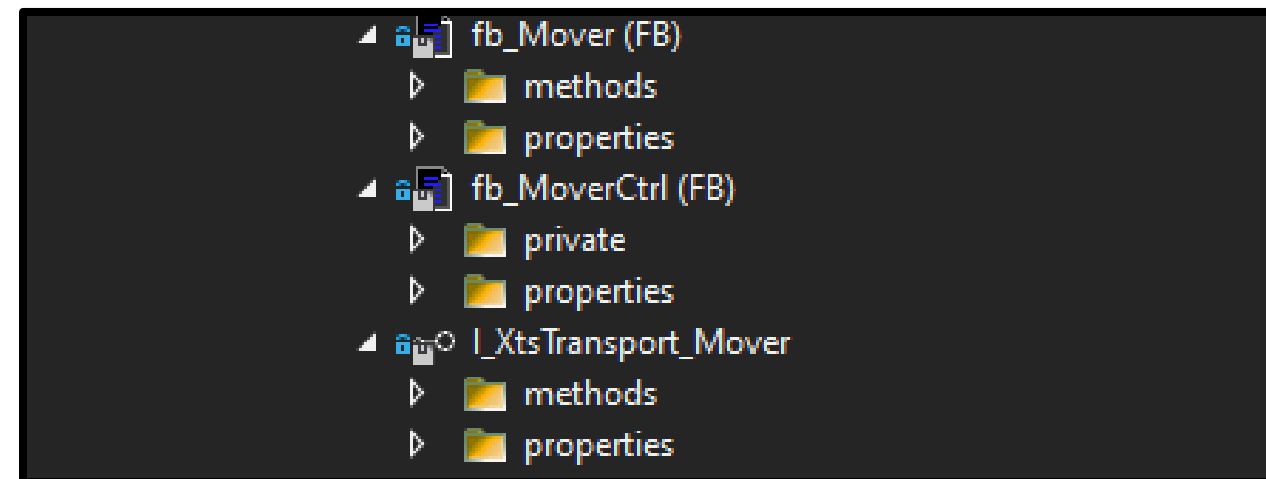 fb_Mover (FB)
methods
properties
fb_MoverCtrl (FB)
private
properties
I_XtsTransport_Mover
methods
properties